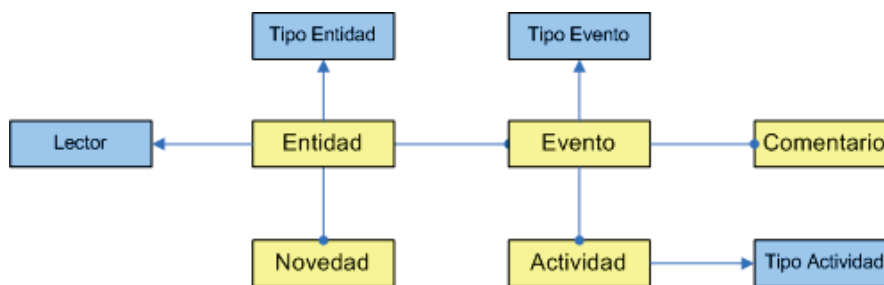 Tipo Entidad
Tipo Evento
Lector
Entidad
Evento
Comentario
Novedad
Actividad
Tipo Actividad